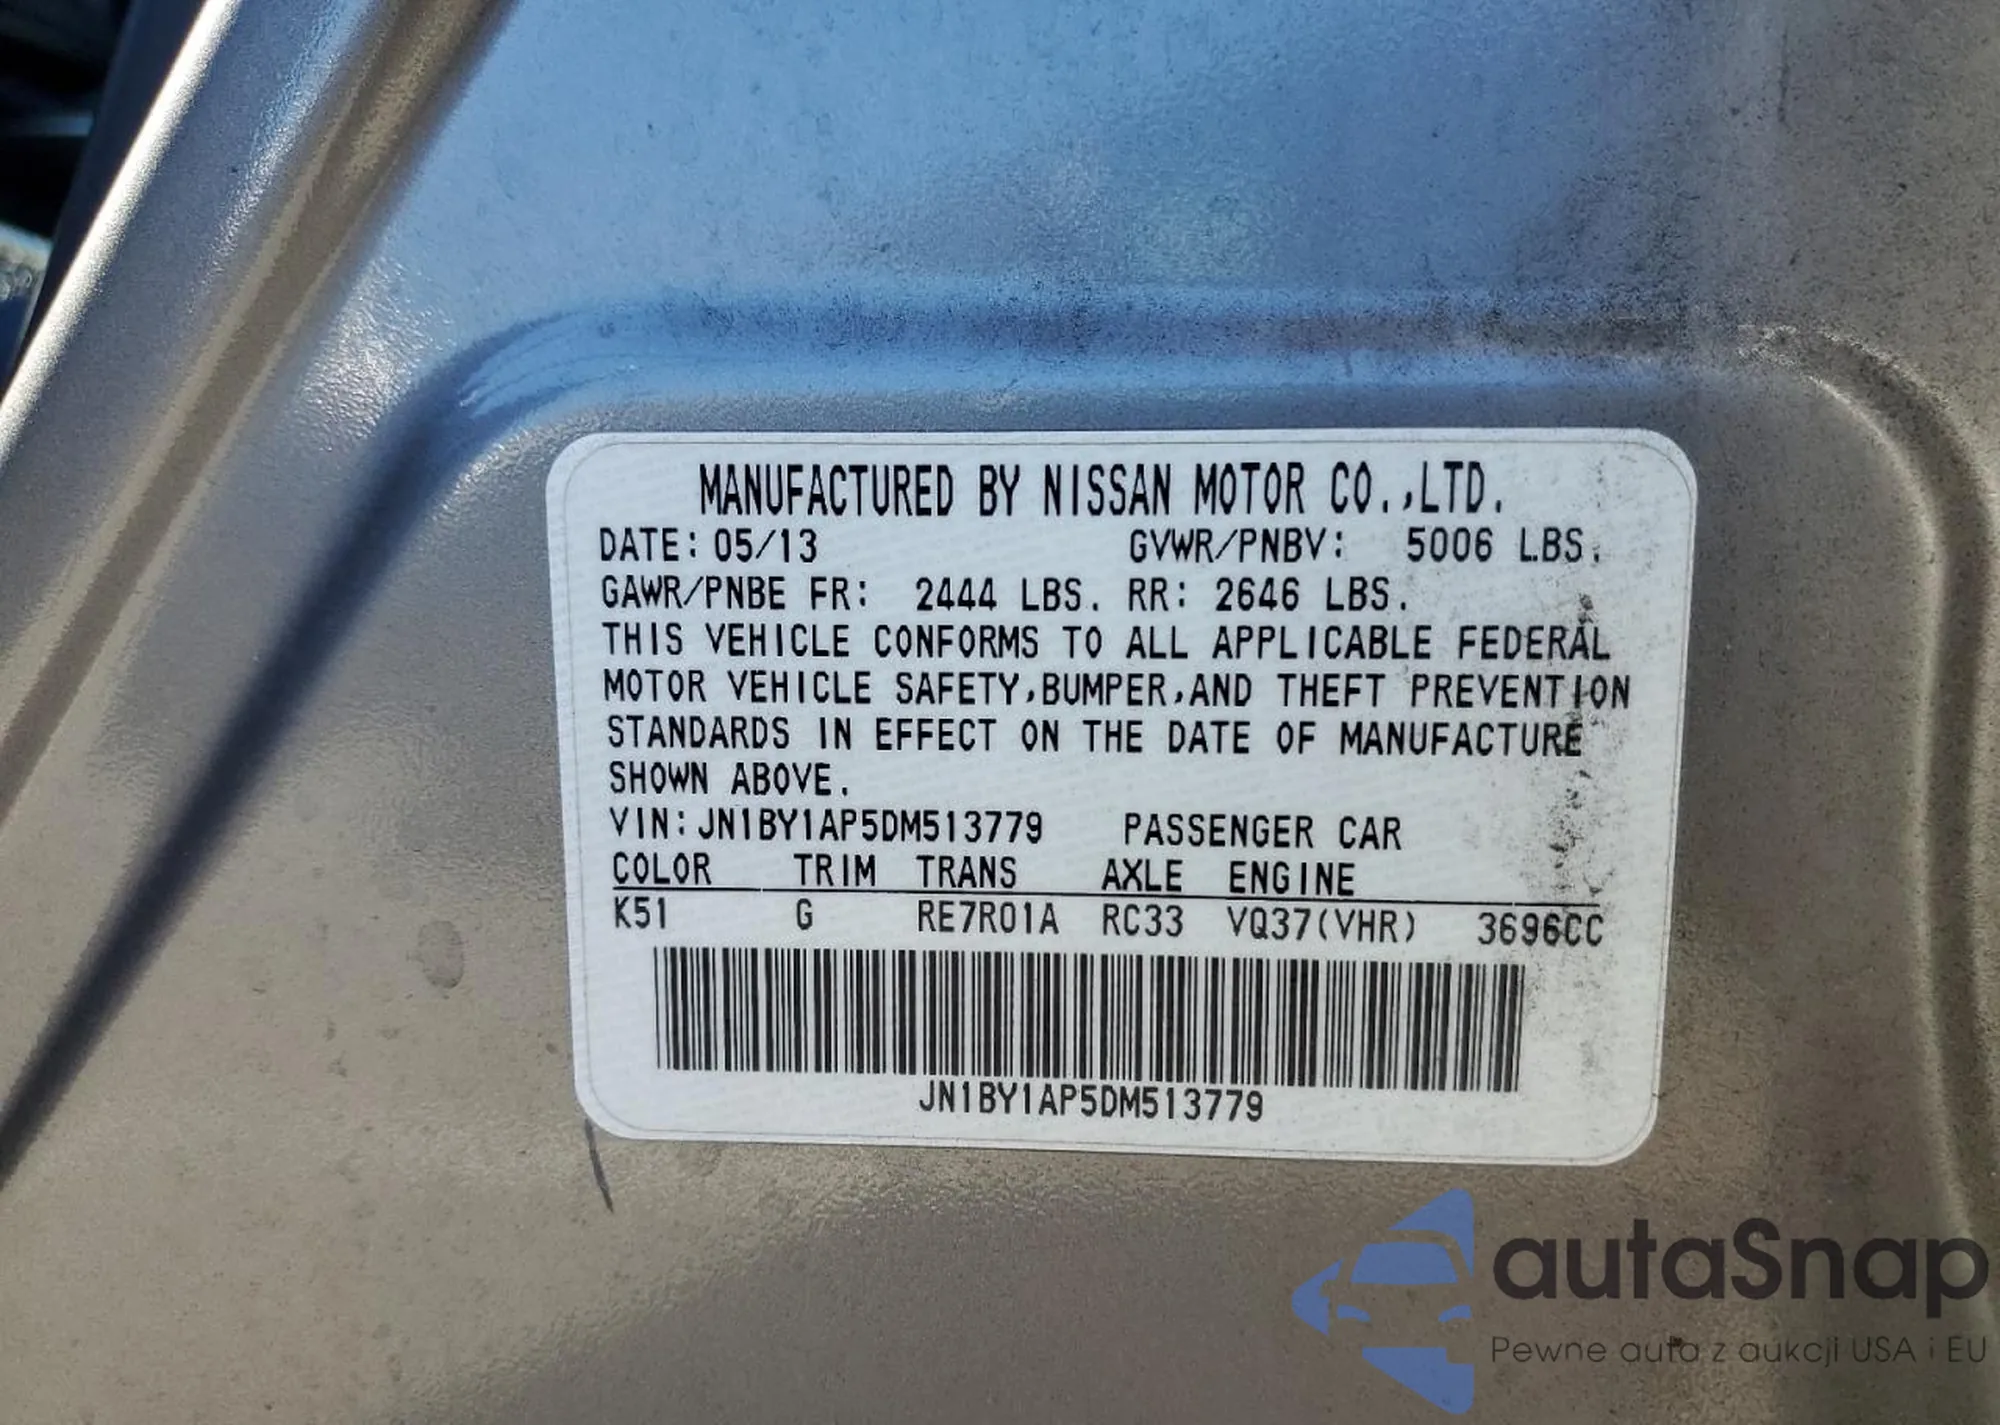 MANUFACTURED BY NISSAN MOTOR CO.,LTD.
DATE: 05/13 GVWR/PNBV: 5006 LBS.
GAWR/PNBE FR: 2444 LBS. RR: 2646 LBS.
THIS VEHICLE CONFORMS TO ALL APPLICABLE FEDERAL
MOTOR VEHICLE SAFETY,BUMPER,AND THEFT PREVENTION
STANDARDS IN EFFECT ON THE DATE OF MANUFACTURE
SHOWN ABOVE.
VIN: JN1BY1AP5DM513779 PASSENGER CAR
COLOR TRIM TRANS AXLE ENGINE
K51 G RE7R01A RC33 VQ37(VHR) 3696CC
JN1BY1AP5DM513779
autaSnap
Pewne auta z aukcji USA i EU